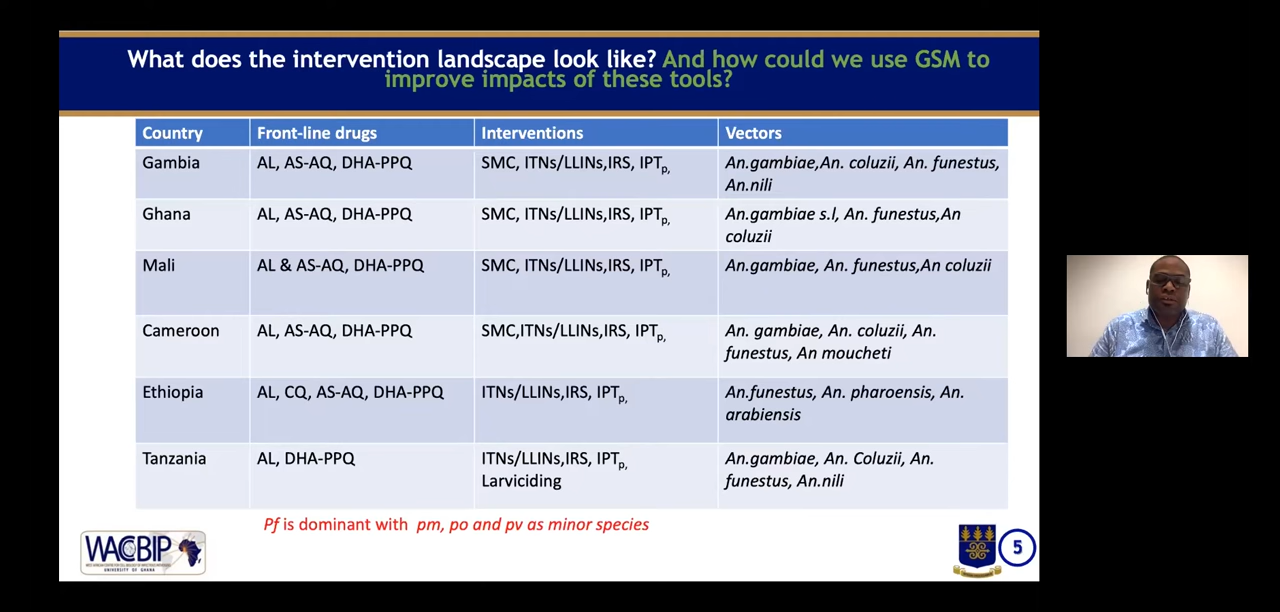 What does the intervention landscape look like? And how could we use GSM to
improve impacts of these tools?
Country Front-line drugs Interventions Vectors
Gambia AL, AS-AQ, DHA-PPQ SMC, ITNs/LLINs,IRS, IPTp, An.gambiae,An. coluzii, An. funestus,
An.nili
Ghana AL, AS-AQ, DHA-PPQ SMC, ITNs/LLINs,IRS, IPTp, An.gambiae s.l, An. funestus,An
coluzii
Mali AL & AS-AQ, DHA-PPQ SMC, ITNs/LLINs,IRS, IPTp, An.gambiae, An. funestus,An coluzii
Cameroon AL, AS-AQ, DHA-PPQ SMC,ITNs/LLINs,IRS, IPTp, An. gambiae, An. coluzii, An.
funestus, An moucheti
Ethiopia AL, CQ, AS-AQ, DHA-PPQ ITNs/LLINs,IRS, IPTp, An.funestus, An. pharoensis, An.
arabiensis
Tanzania AL, DHA-PPQ ITNs/LLINs,IRS, IPTp, An.gambiae, An. Coluzii, An.
Larviciding funestus, An.nili
Pf is dominant with pm, po and pv as minor species
WACCBIP
UNIVERSITY OF GHANA
5